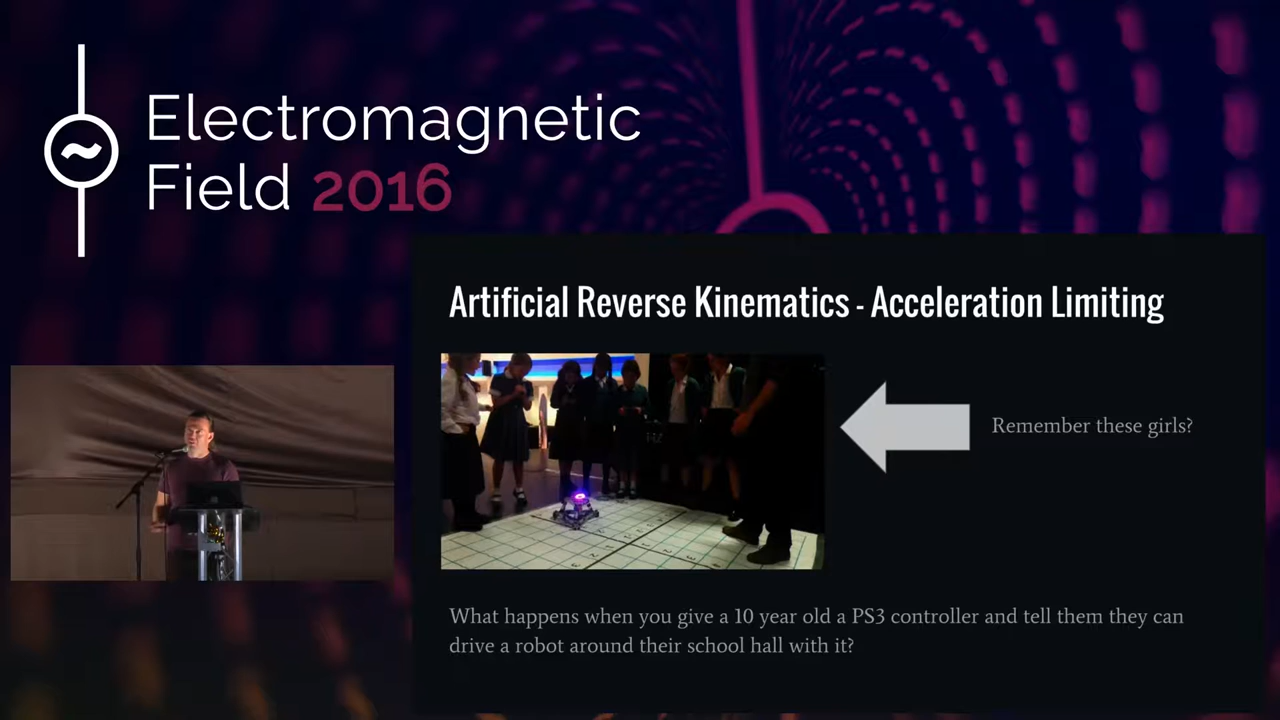 Electromagnetic
Field 2016
Artificial Reverse Kinematics - Acceleration Limiting
Remember these girls?
What happens when you give a 10 year old a PS3 controller and tell them they can
drive a robot around their school hall with it?